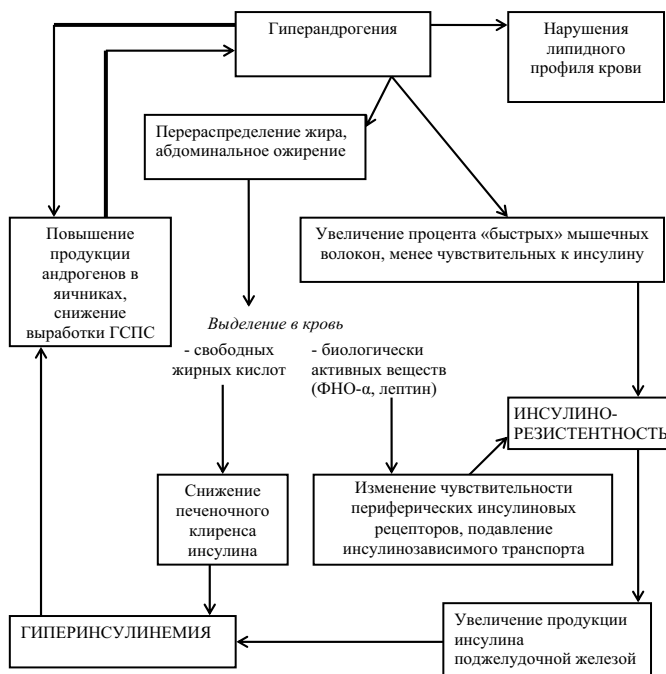 Гиперандрогения
Нарушения
липидного
профиля крови
Перераспределение жира,
абдоминальное ожирение
Повышение
продукции
андрогенов в
яичниках,
снижение
выработки ГСПС
Увеличение процента «быстрых» мышечных
волокон, менее чувствительных к инсулину
Выделение в кровь
- свободных
жирных кислот
- биологически
активных веществ
(ФНО-α, лептин)
ИНСУЛИНО-
РЕЗИСТЕНТНОСТЬ
Снижение
печеночного
клиренса
инсулина
Изменение чувствительности
периферических инсулиновых
рецепторов, подавление
инсулинозависимого транспорта
ГИПЕРИНСУЛИНЕМИЯ
Увеличение продукции
инсулина
поджелудочной железой